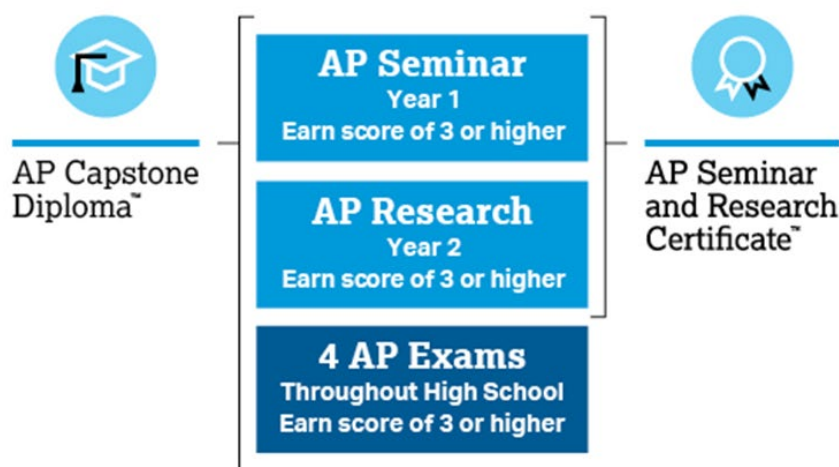 AP Capstone
Diploma™
AP Seminar
Year 1
Earn score of 3 or higher
AP Research
Year 2
Earn score of 3 or higher
4 AP Exams
Throughout High School
Earn score of 3 or higher
AP Seminar
and Research
Certificate™